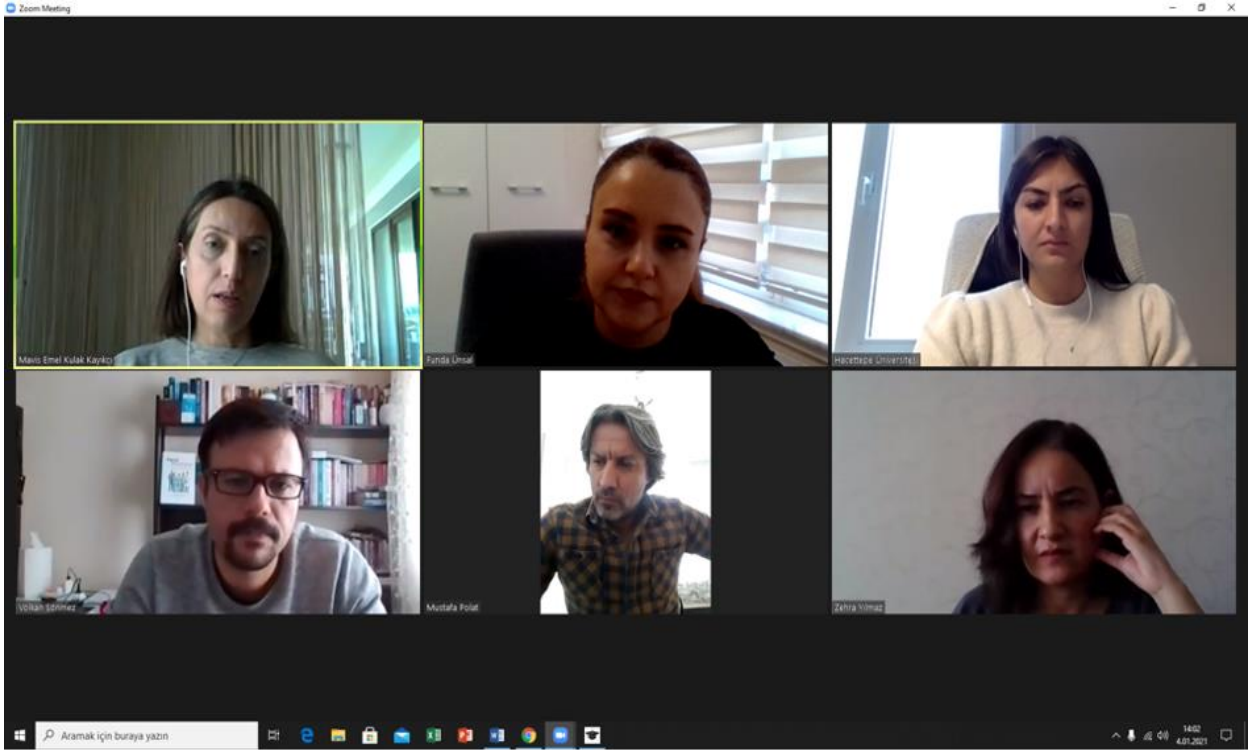 Zoom Meeting
Mavis Emel Kulak Kayıkcı
Funda Ünsal
Hacettepe Üniversitesi
Volkan Sönmez
Mustafa Polat
Zehra Yılmaz
Aramak için buraya yazın
14:02
4.01.2021